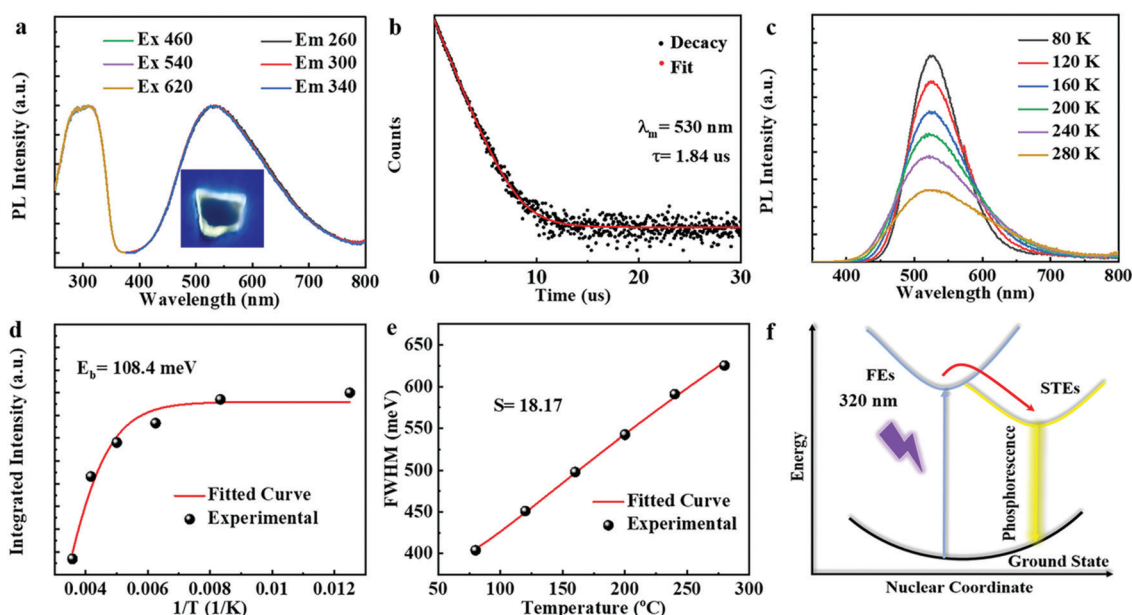 a
Ex 460
Ex 540
Ex 620
Em 260
Em 300
Em 340
PL Intensity (a.u.)
300 400 500 600 700 800
Wavelength (nm)
b
Decacy
Fit
λm= 530 nm
τ= 1.84 us
Counts
0 10 20 30
Time (us)
c
80 K
120 K
160 K
200 K
240 K
280 K
PL Intensity (a.u.)
400 500 600 700 800
Wavelength (nm)
d
Eb= 108.4 meV
Fitted Curve
Experimental
Integrated Intensity (a.u.)
0.004 0.006 0.008 0.010 0.012
1/T (1/K)
e
S= 18.17
Fitted Curve
Experimental
FWHM (meV)
650
600
550
500
450
400
50 100 150 200 250 300
Temperature (°C)
f
FEs
320 nm
STEs
Phosphorescence
Ground State
Energy
Nuclear Coordinate